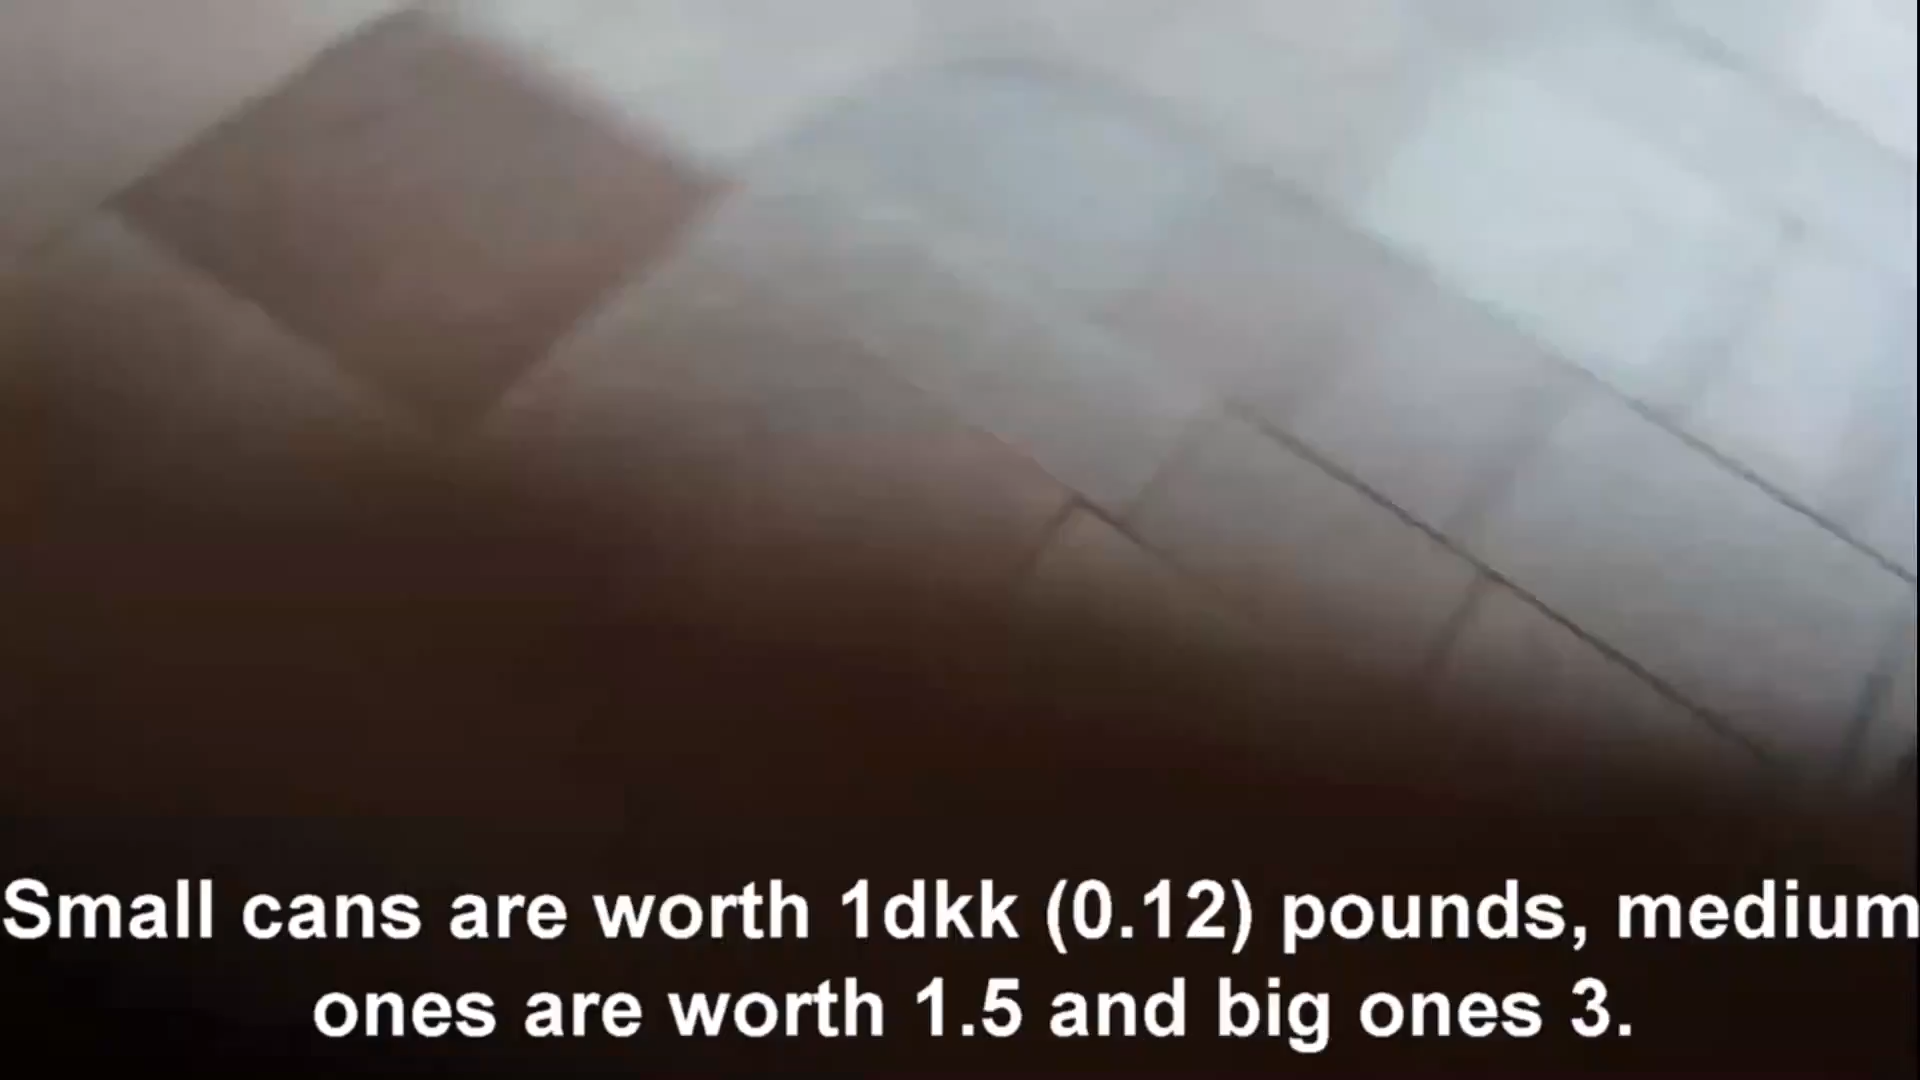 Small cans are worth 1dkk (0.12) pounds, medium
ones are worth 1.5 and big ones 3.